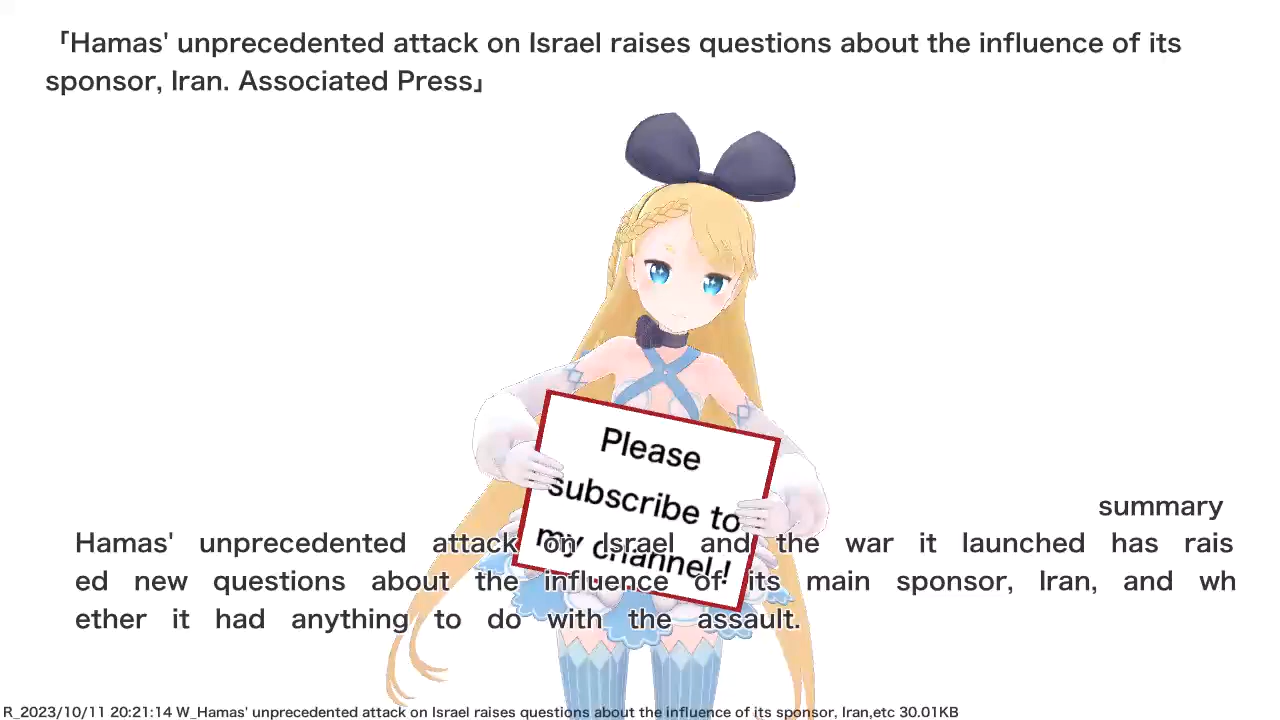 「Hamas' unprecedented attack on Israel raises questions about the influence of its
sponsor, Iran. Associated Press」
Please
subscribe to
my channel!
summary
Hamas' unprecedented attack on Israel and the war it launched has rais
ed new questions about the influence of its main sponsor, Iran, and wh
ether it had anything to do with the assault.
R_2023/10/11 20:21:14 W_Hamas' unprecedented attack on Israel raises questions about the influence of its sponsor, Iran,etc 30.01KB